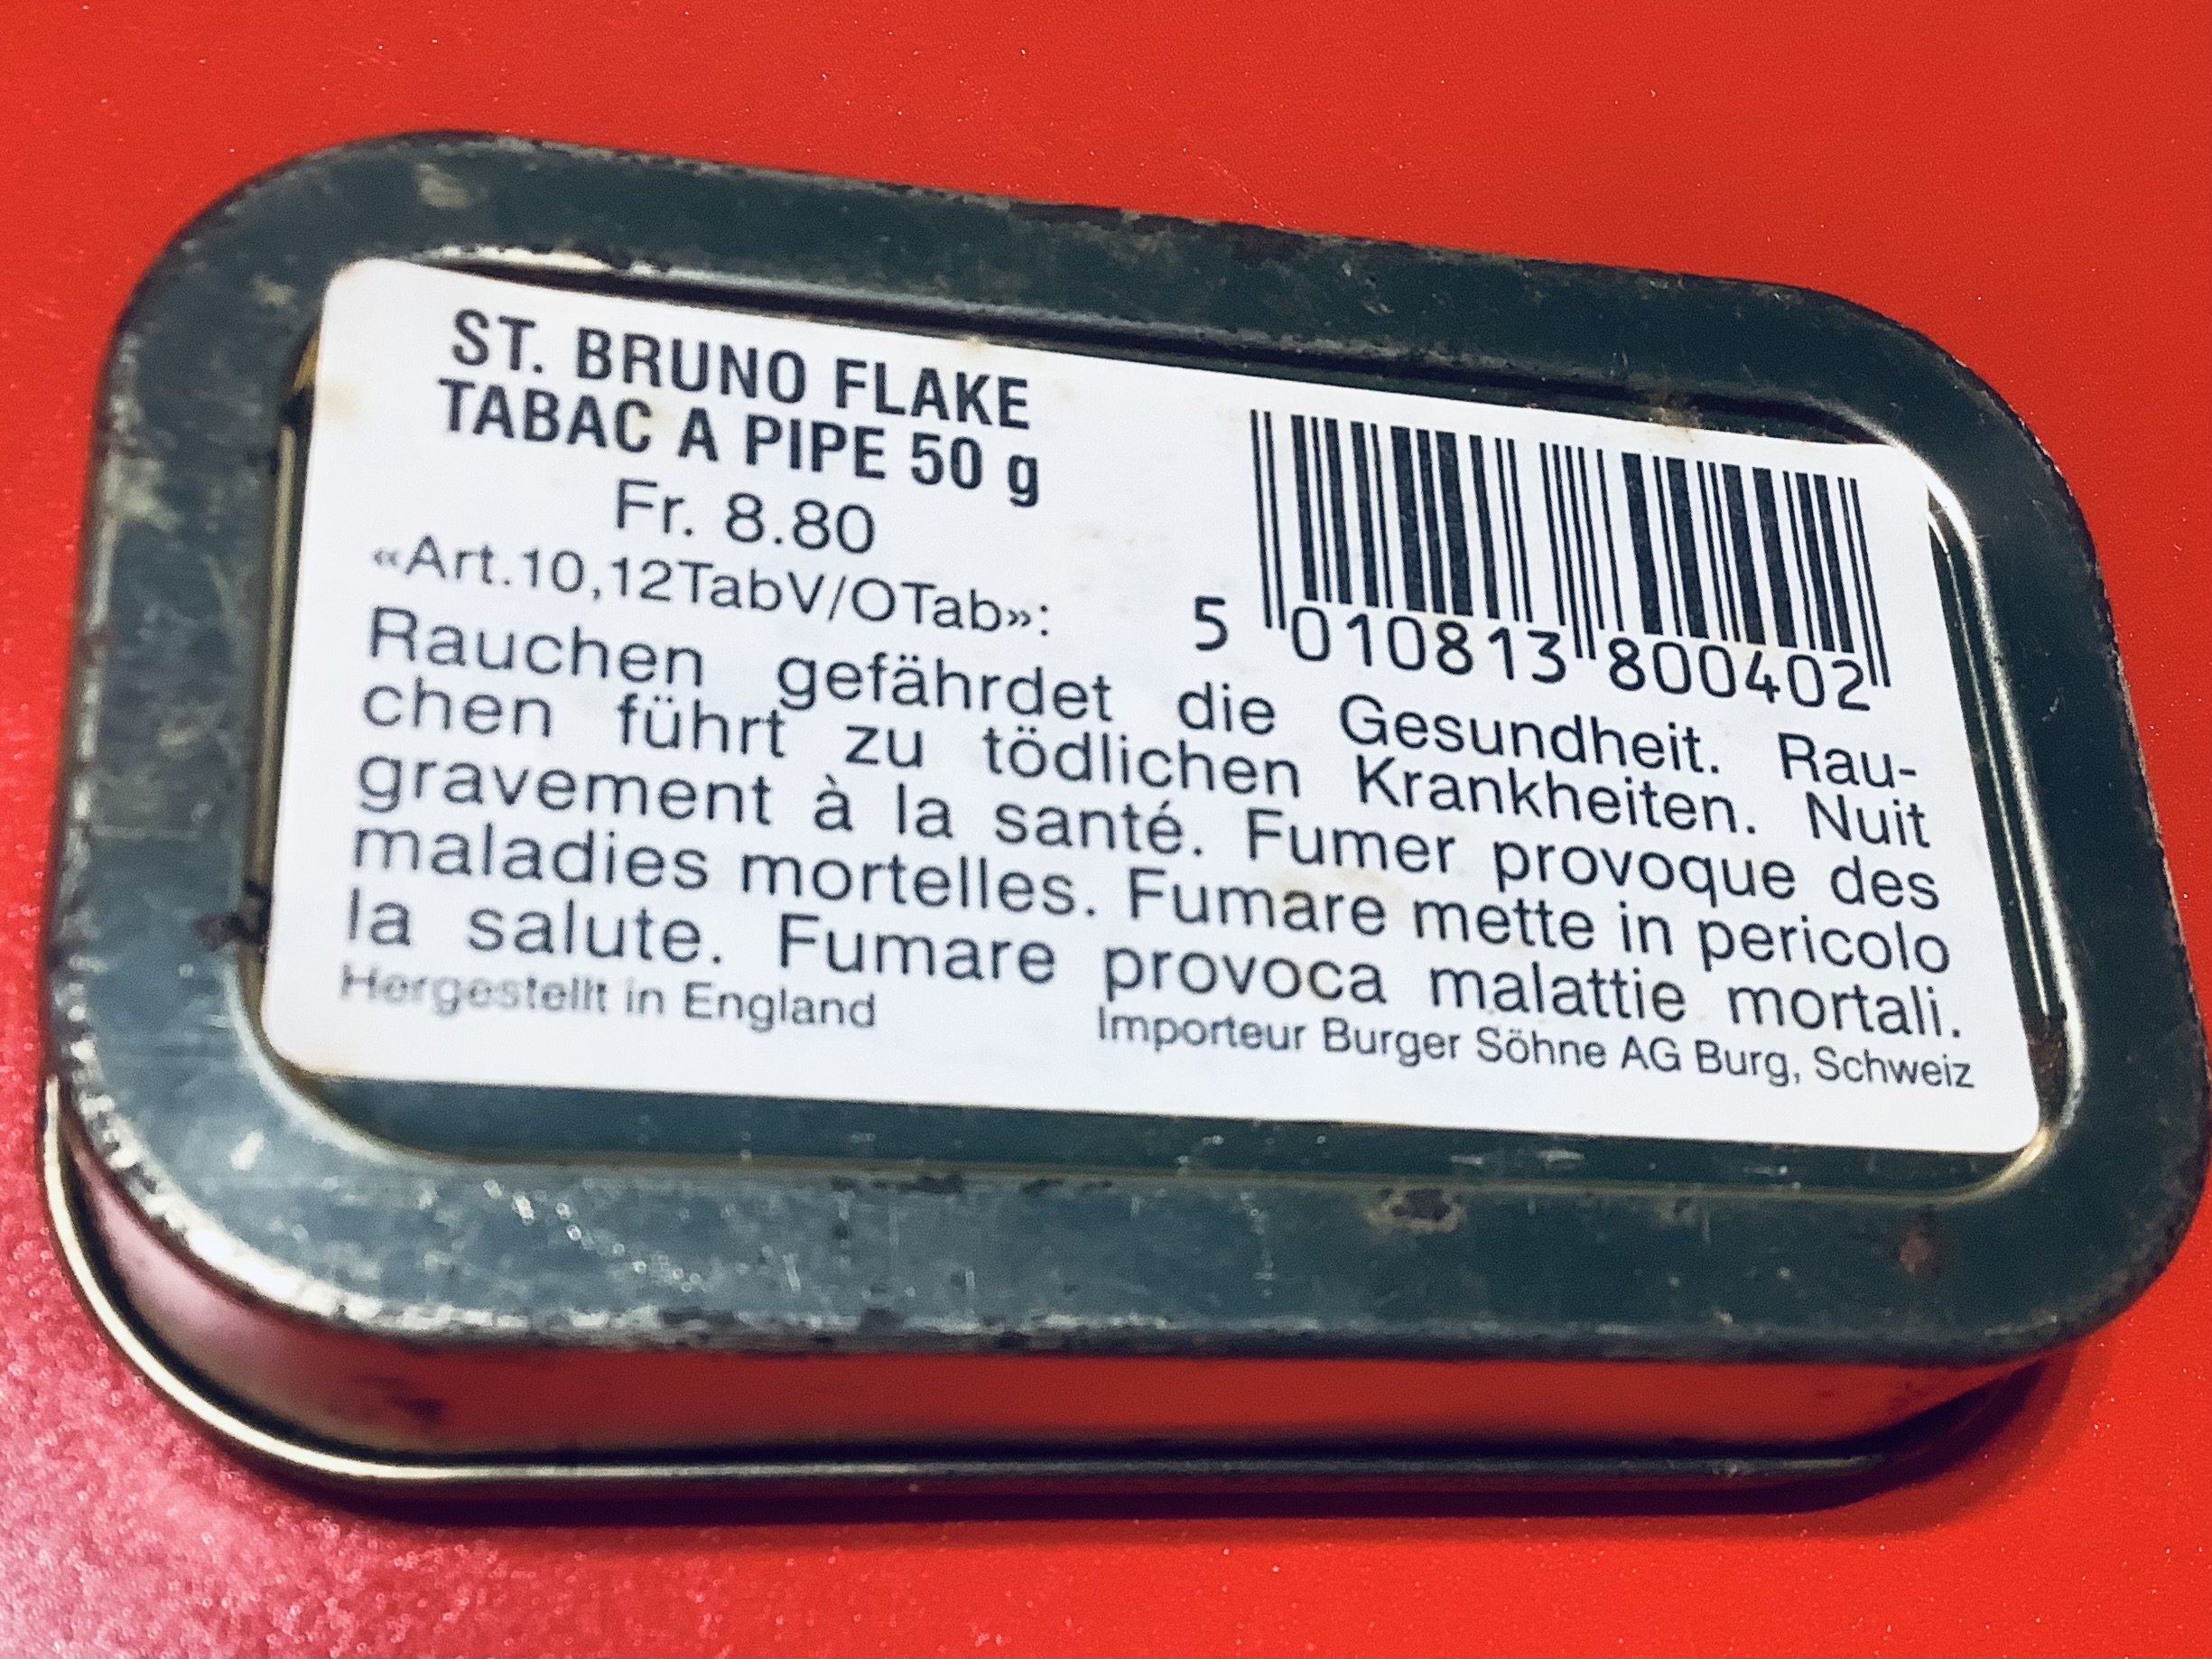 ST. BRUNO FLAKE
TABAC A PIPE 50 g
Fr. 8.80
«Art.10,12TabV/OTab»:
5 010813 800402
Rauchen gefährdet die Gesundheit. Rau-
chen führt zu tödlichen Krankheiten. Nuit
gravement à la santé. Fumer provoque des
maladies mortelles. Fumare mette in pericolo
la salute. Fumare provoca malattie mortali.
Hergestellt in England Importeur Burger Söhne AG Burg, Schweiz